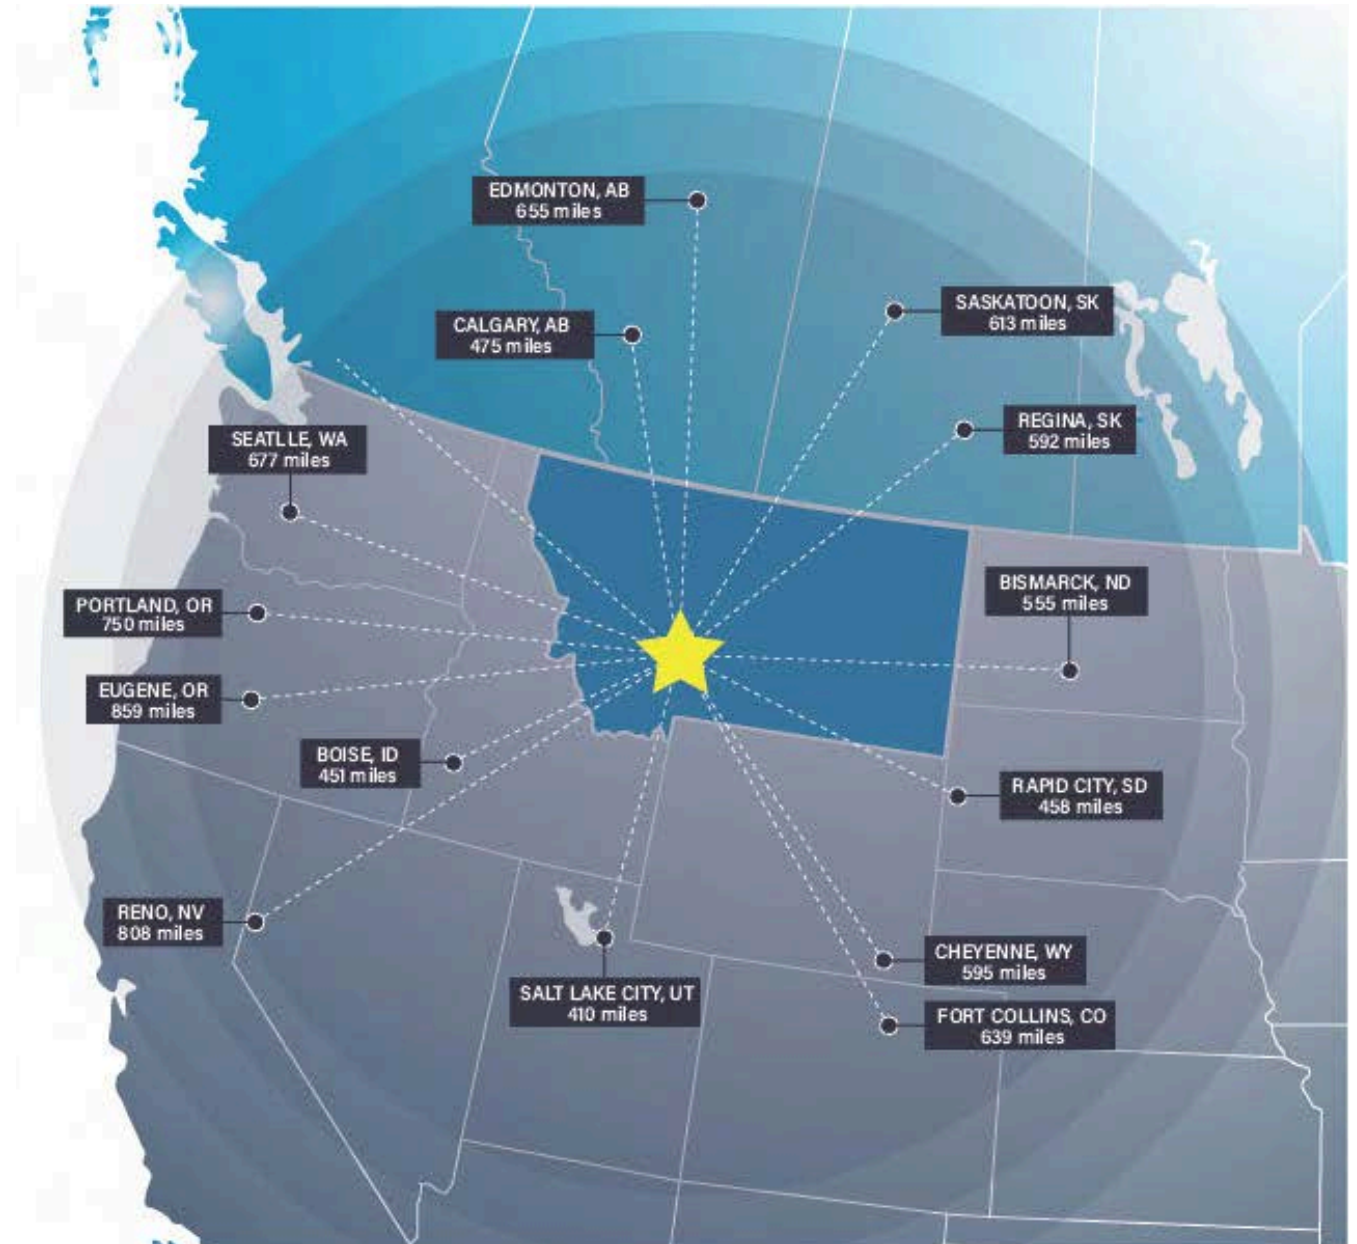 EDMONTON, AB
655 miles
SASKATOON, SK
613 miles
CALGARY, AB
475 miles
REGINA, SK
592 miles
SEATLLE, WA
677 miles
BISMARCK, ND
555 miles
PORTLAND, OR
750 miles
EUGENE, OR
859 miles
BOISE, ID
451 miles
RAPID CITY, SD
458 miles
RENO, NV
808 miles
CHEYENNE, WY
595 miles
SALT LAKE CITY, UT
410 miles
FORT COLLINS, CO
639 miles